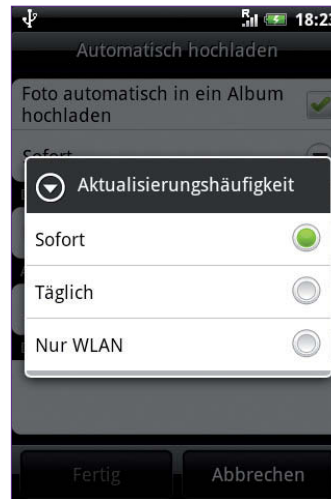 R 18:23
Automatisch hochladen
Foto automatisch in ein Album
hochladen
Sofort
Aktualisierungshäufigkeit
Sofort
Täglich
Nur WLAN
Fertig Abbrechen